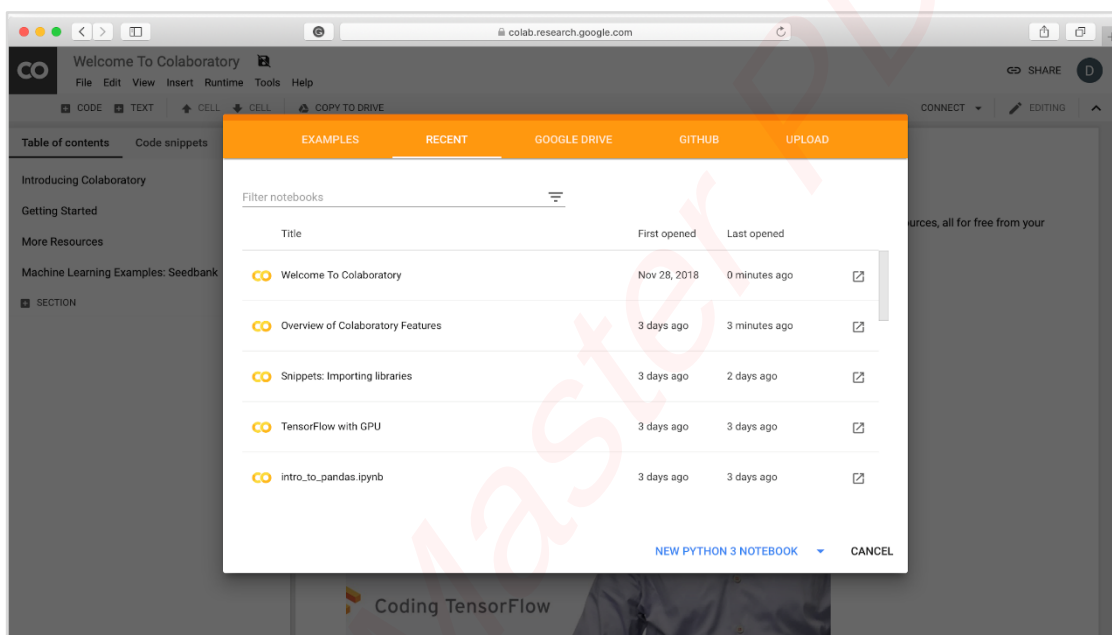 colab.research.google.com
CO Welcome To Colaboratory
File Edit View Insert Runtime Tools Help
SHARE D
CODE TEXT CELL CELL COPY TO DRIVE
CONNECT EDITING
Table of contents Code snippets
Introducing Colaboratory
Getting Started
More Resources
Machine Learning Examples: Seedbank
SECTION
EXAMPLES RECENT GOOGLE DRIVE GITHUB UPLOAD
Filter notebooks
Title First opened Last opened
Welcome To Colaboratory Nov 28, 2018 0 minutes ago
Overview of Colaboratory Features 3 days ago 3 minutes ago
Snippets: Importing libraries 3 days ago 2 days ago
TensorFlow with GPU 3 days ago 3 days ago
intro_to_pandas.ipynb 3 days ago 3 days ago
NEW PYTHON 3 NOTEBOOK CANCEL
urces, all for free from your
Coding TensorFlow
Master PD